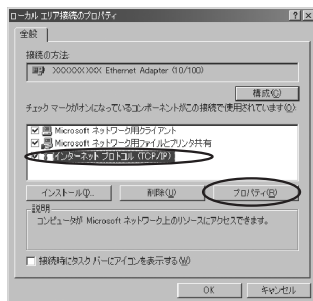 ローカル エリア接続のプロパティ
全般
接続の方法:
XXXXXX(XXX Ethernet Adapter (10/100)
構成(C)
チェック マークがオンになっているコンポーネントがこの接続で使用されています(O):
Microsoft ネットワーク用クライアント
Microsoft ネットワーク用ファイルとプリンタ共有
インターネット プロトコル (TCP/IP)
インストール(I)...
削除(U)
プロパティ(R)
説明
コンピュータが Microsoft ネットワーク上のリソースにアクセスできます。
接続時にタスク バーにアイコンを表示する(W)
OK
キャンセル